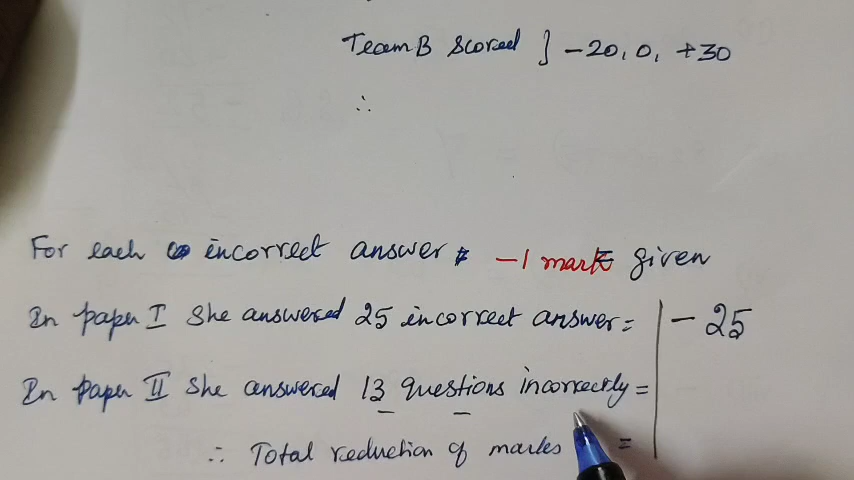 Team B Scored } -20, 0, +30
∴
For each incorrect answer -1 mark given
In paper I She answered 25 incorrect answer = | - 25
In paper II She answered 13 questions incorrectly =
∴ Total reduction of marks =